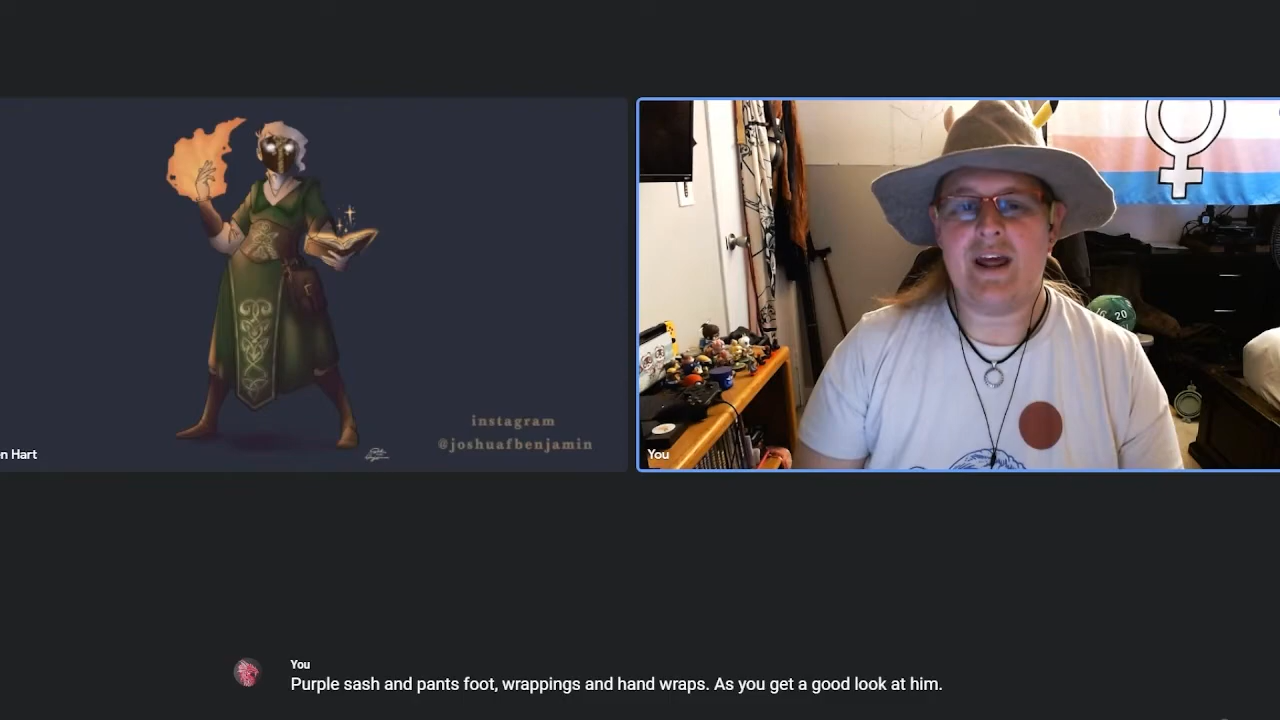 instagram
@joshuafbenjamin
n Hart
You
20
You
Purple sash and pants foot, wrappings and hand wraps. As you get a good look at him.